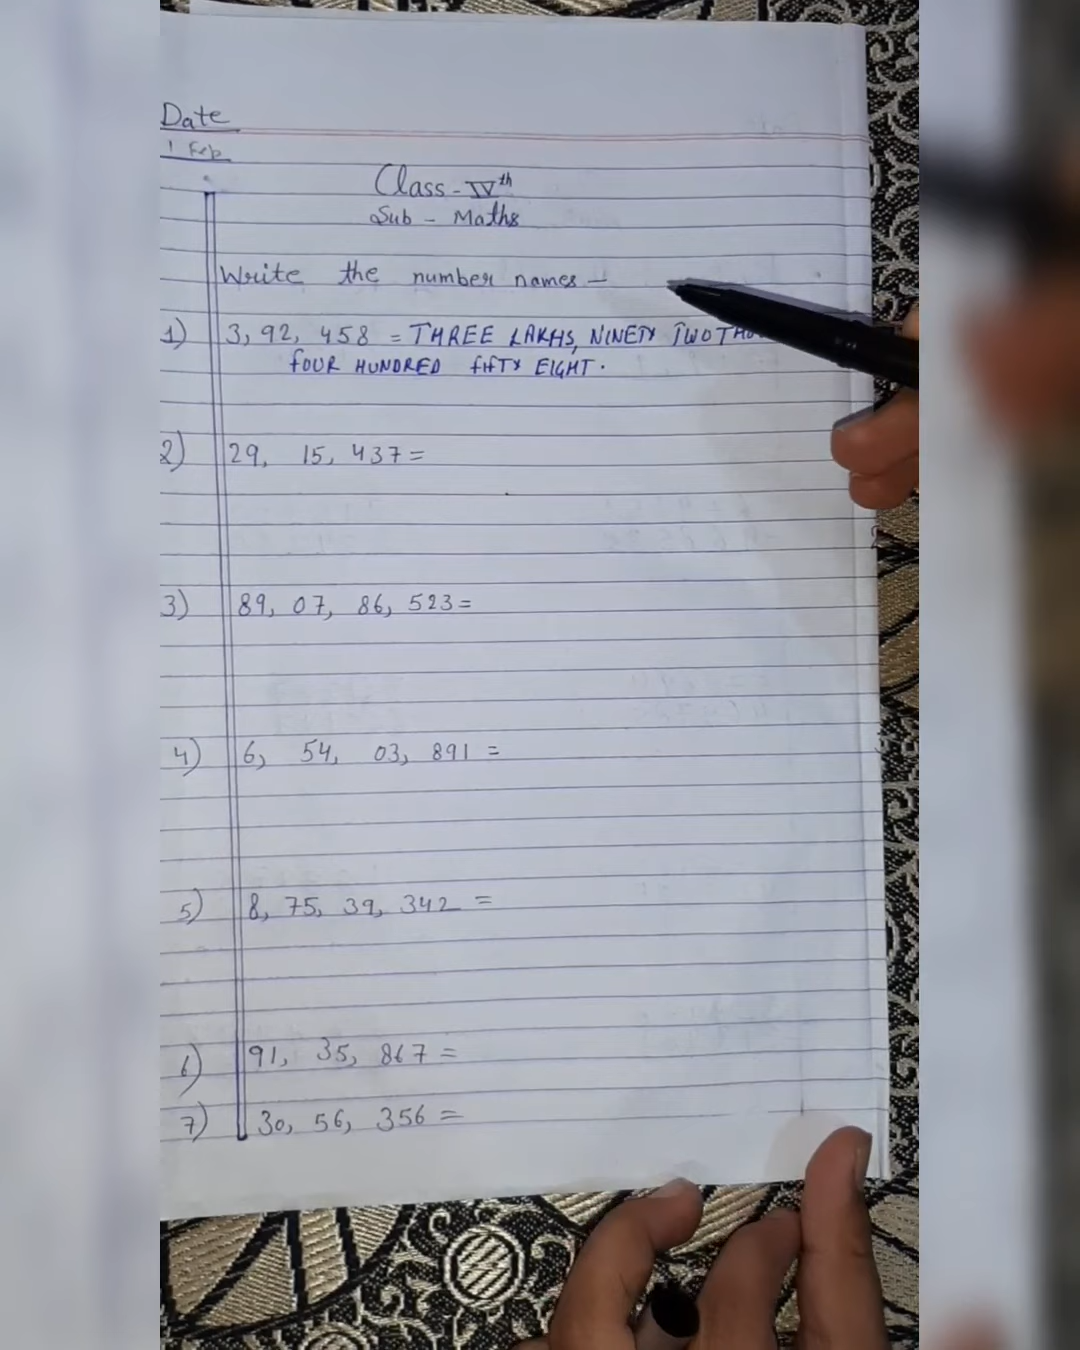 Date
1 Feb
Class - IVth
Sub - Maths
Write the number names -
1) 3, 92, 458 = THREE LAKHS, NINETY TWO
FOUR HUNDRED FIFTY EIGHT.
2) 29, 15, 437 =
3) 89, 07, 86, 523 =
4) 6, 54, 03, 891 =
5) 8, 75, 39, 342 =
6) 91, 35, 867 =
7) 30, 56, 356 =